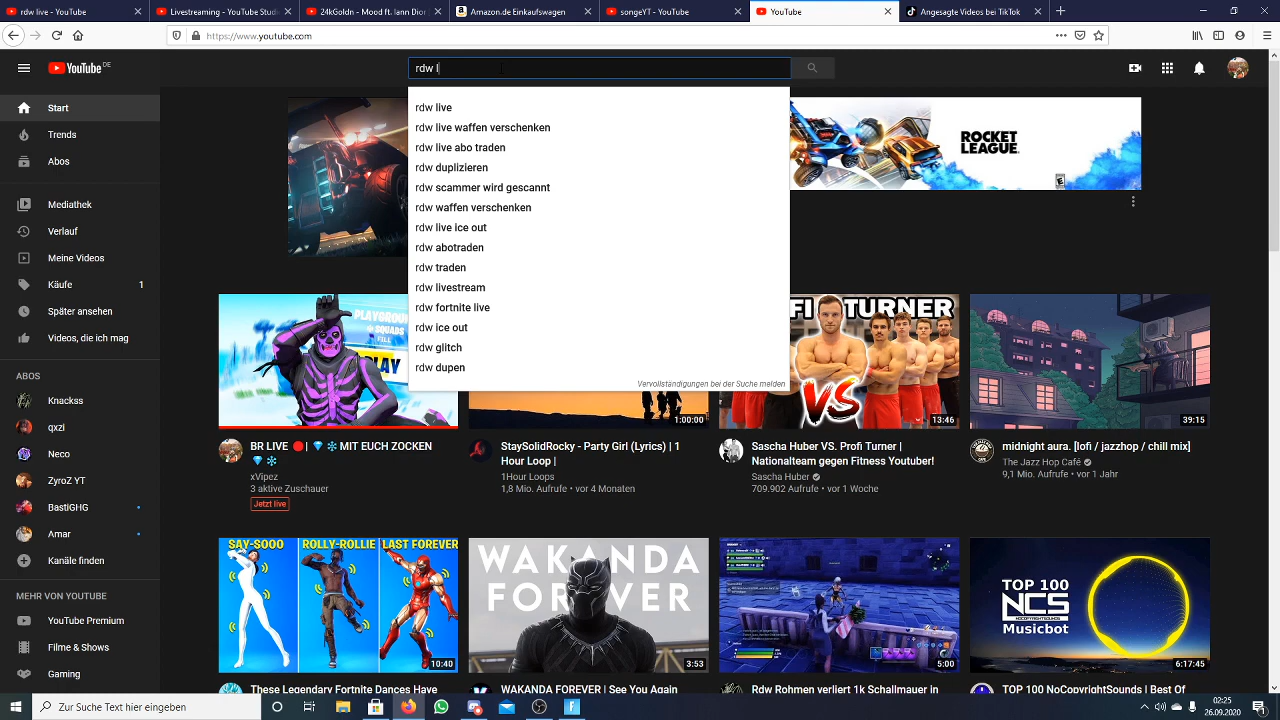 rdw live - YouTube
Livestreaming - YouTube Studio
24kGoldn - Mood ft. Iann Dior
Amazon.de Einkaufswagen
songeYT - YouTube
YouTube
Angesagte Videos bei TikTok
https://www.youtube.com
YouTube DE
rdw l
Start
Trends
Abos
Mediathek
Verlauf
Meine Videos
Käufe 1
Später ansehen
Videos, die ich mag
ABOS
Knackss
qxzr.
Nexo
Zylac YT
BastiGHG
Amar
Kanäle finden
MEHR VON YOUTUBE
YouTube Premium
Filme & Shows
Gaming
rdw live
rdw live waffen verschenken
rdw live abo traden
rdw duplizieren
rdw scammer wird gescannt
rdw waffen verschenken
rdw live ice out
rdw abotraden
rdw traden
rdw livestream
rdw fortnite live
rdw ice out
rdw glitch
rdw dupen
Vervollständigungen bei der Suche melden
ROCKET
LEAGUE
E
PLAYGROUND
SQUADS
FILL
TURNER
VS
1:00:00
13:46
39:15
BR LIVE 🔴| 💎 ❄ MIT EUCH ZOCKEN
💎 ❄
xVipez
3 aktive Zuschauer
Jetzt live
StaySolidRocky - Party Girl (Lyrics) | 1
Hour Loop |
1Hour Loops
1,8 Mio. Aufrufe • vor 4 Monaten
Sascha Huber VS. Profi Turner |
Nationalteam gegen Fitness Youtuber!
Sascha Huber
709.902 Aufrufe • vor 1 Woche
midnight aura. [lofi / jazzhop / chill mix]
The Jazz Hop Café
9,1 Mio. Aufrufe • vor 1 Jahr
SAY-SOOO
ROLLY-ROLLIE
LAST FOREVER
10:40
WAKANDA
FOREVER
3:53
5:00
TOP 100
NCS
NOCOPYRIGHTSOUNDS
Musicbot
6:17:45
These Legendary Fortnite Dances Have
WAKANDA FOREVER | See You Again
Rdw Rohmen verliert 1k Schallmauer in
TOP 100 NoCopyrightSounds | Best Of
Zur Suche Text hier eingeben
02:25
26.09.2020